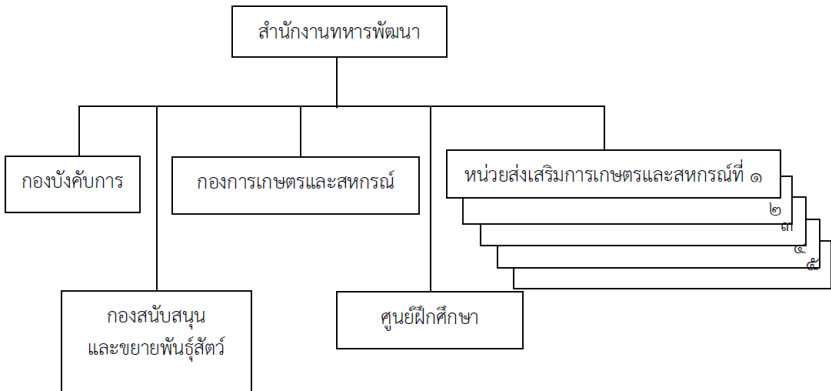 สำนักงานทหารพัฒนา
กองบังคับการ
กองการเกษตรและสหกรณ์
หน่วยส่งเสริมการเกษตรและสหกรณ์ที่ ๑
๒
๓
๔
๕
กองสนับสนุน
และขยายพันธุ์สัตว์
ศูนย์ฝึกศึกษา